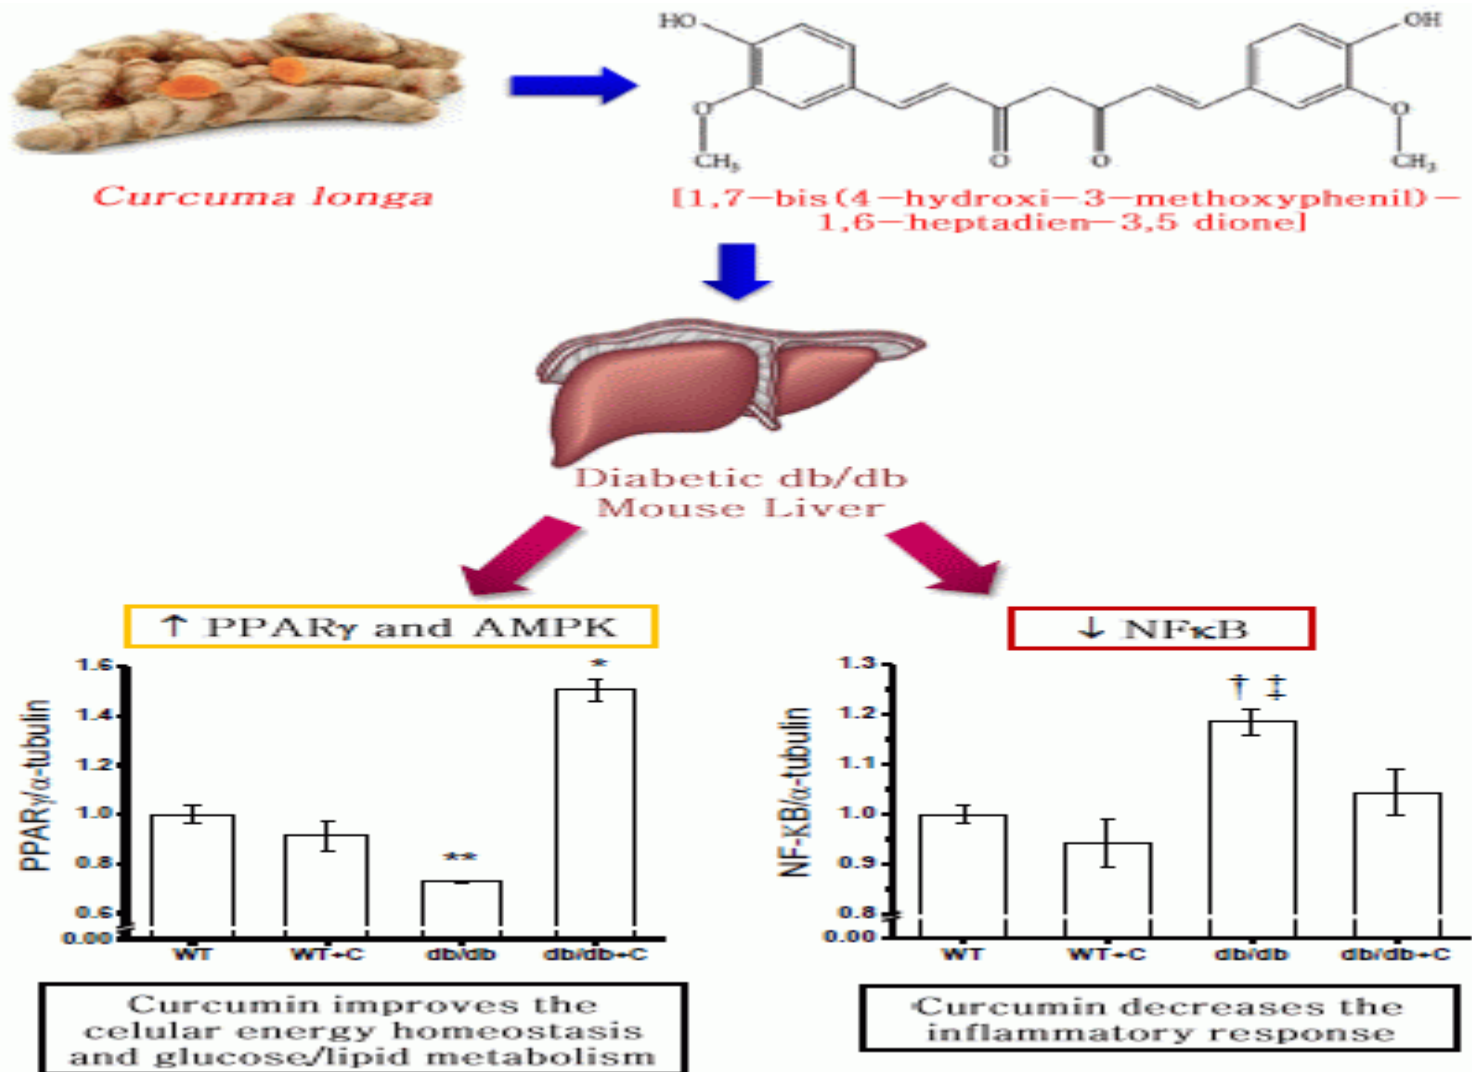 HO
OH
O
CH3
O
O
O
CH3
Curcuma longa
[1,7-bis(4-hydroxi-3-methoxyphenil)-
1,6-heptadien-3,5 dione]
Diabetic db/db
Mouse Liver
↑ PPARγ and AMPK
↓ NFκB
PPARγ/α-tubulin
1.6
1.4
1.2
1.0
0.8
0.6
0.00
*
**
WT
WT+C
db/db
db/db+C
NF-κB/α-tubulin
1.3
1.2
1.1
1.0
0.9
0.8
0.00
† ‡
WT
WT+C
db/db
db/db+C
Curcumin improves the
celular energy homeostasis
and glucose/lipid metabolism
Curcumin decreases the
inflammatory response